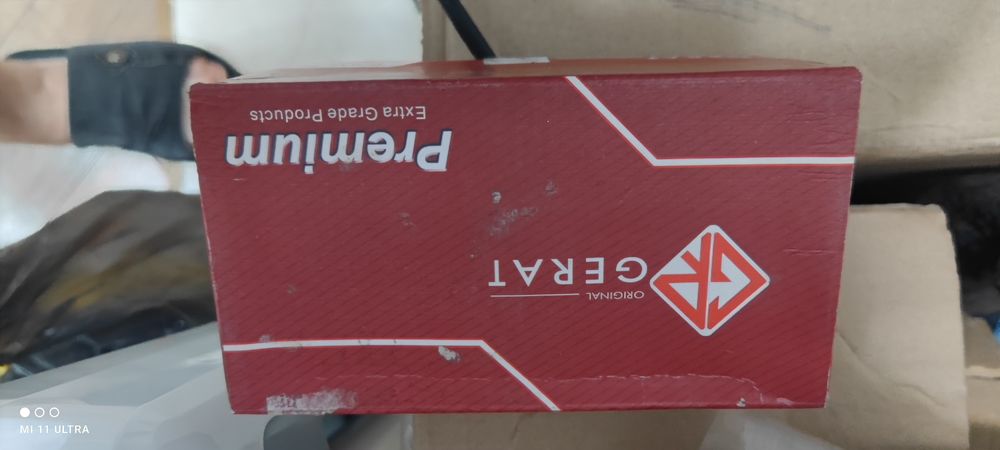 ORIGINAL
GERAT
Premium
Extra Grade Products
MI 11 ULTRA